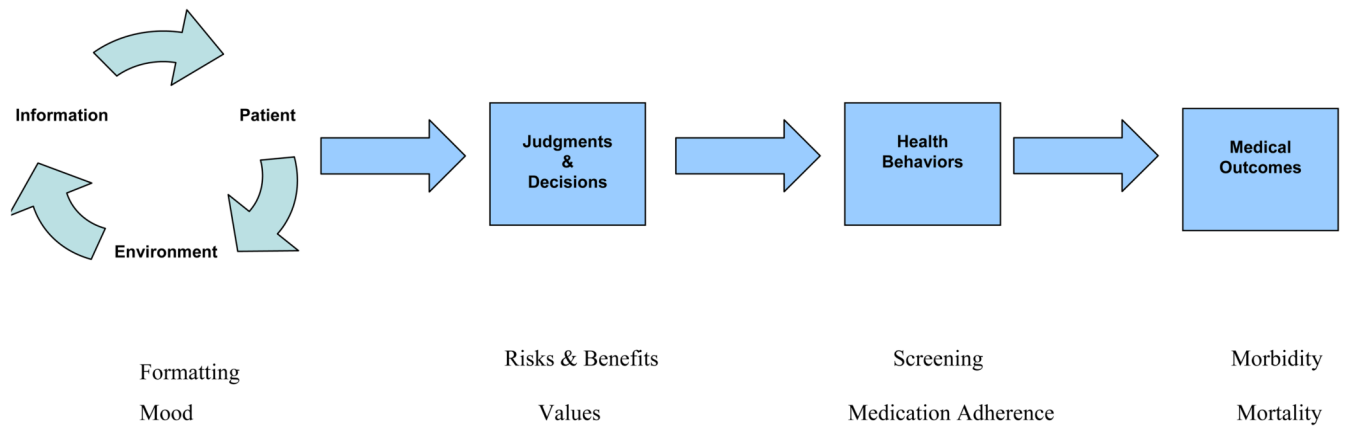 Information
Patient
Environment
Judgments
&
Decisions
Health
Behaviors
Medical
Outcomes
Formatting
Mood
Risks & Benefits
Values
Screening
Medication Adherence
Morbidity
Mortality